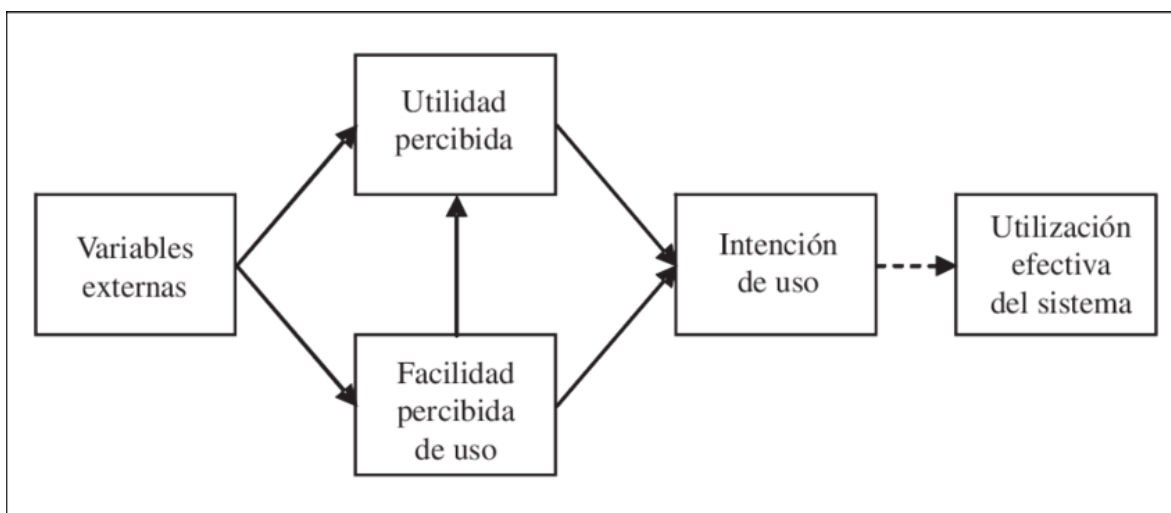 Utilidad
percibida
Variables
externas
Facilidad
percibida
de uso
Intención
de uso
Utilización
efectiva
del sistema